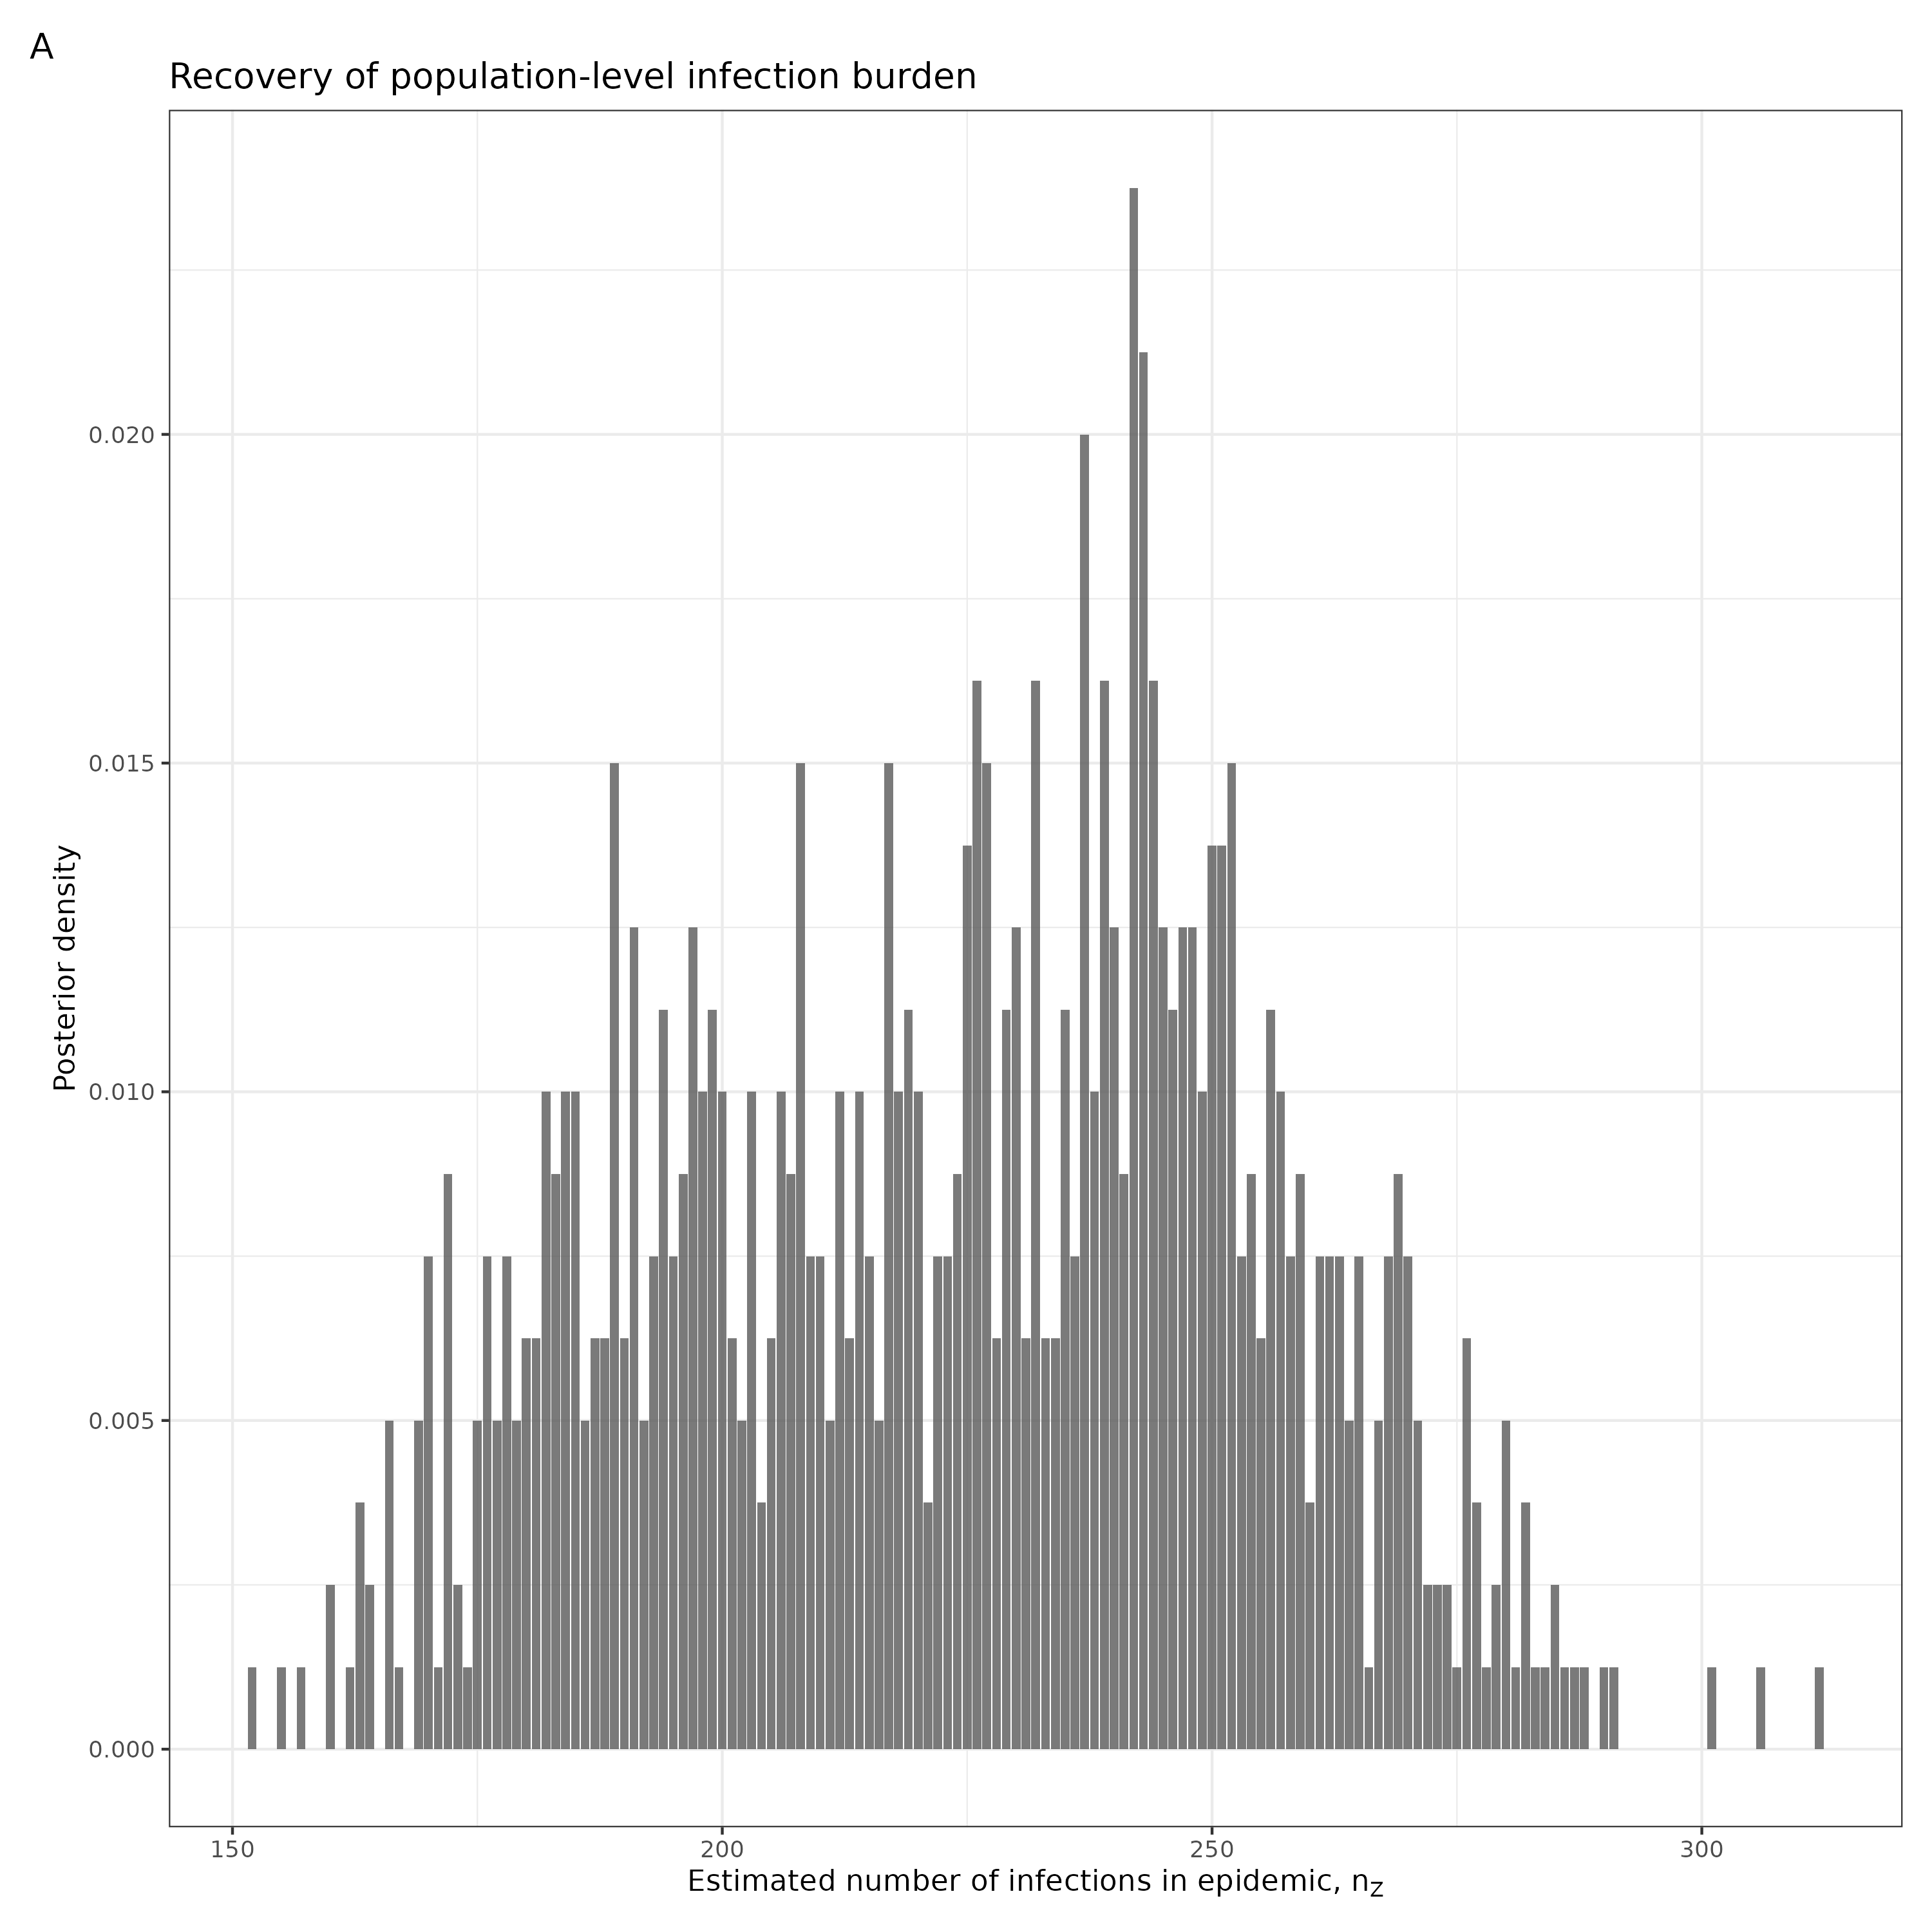 A
Recovery of population-level infection burden
Posterior density
0.020
0.015
0.010
0.005
0.000
150 200 250 300
Estimated number of infections in epidemic, nZ